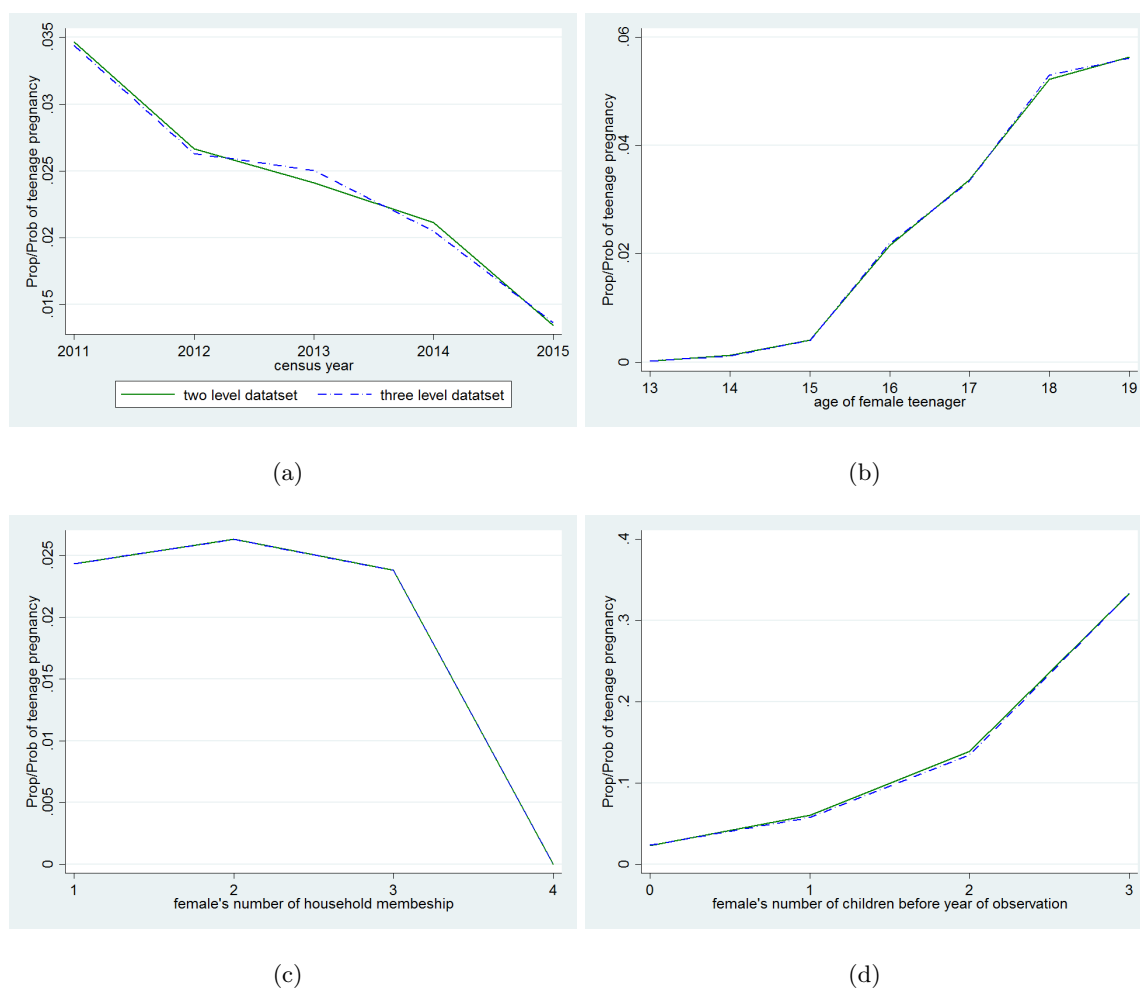 Prop/Prob of teenage pregnancy
.035
.03
.025
.02
.015
2011 2012 2013 2014 2015
census year
two level datatset three level datatset
(a)
Prop/Prob of teenage pregnancy
.06
.04
.02
0
13 14 15 16 17 18 19
age of female teenager
(b)
Prop/Prob of teenage pregnancy
.025
.02
.015
.01
.005
0
1 2 3 4
female's number of household membeship
(c)
Prop/Prob of teenage pregnancy
.4
.3
.2
.1
0
0 1 2 3
female's number of children before year of observation
(d)